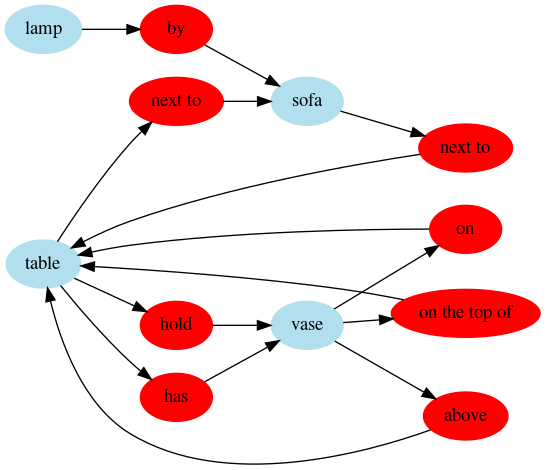 lamp
by
next to
sofa
next to
table
on
hold
vase
on the top of
has
above